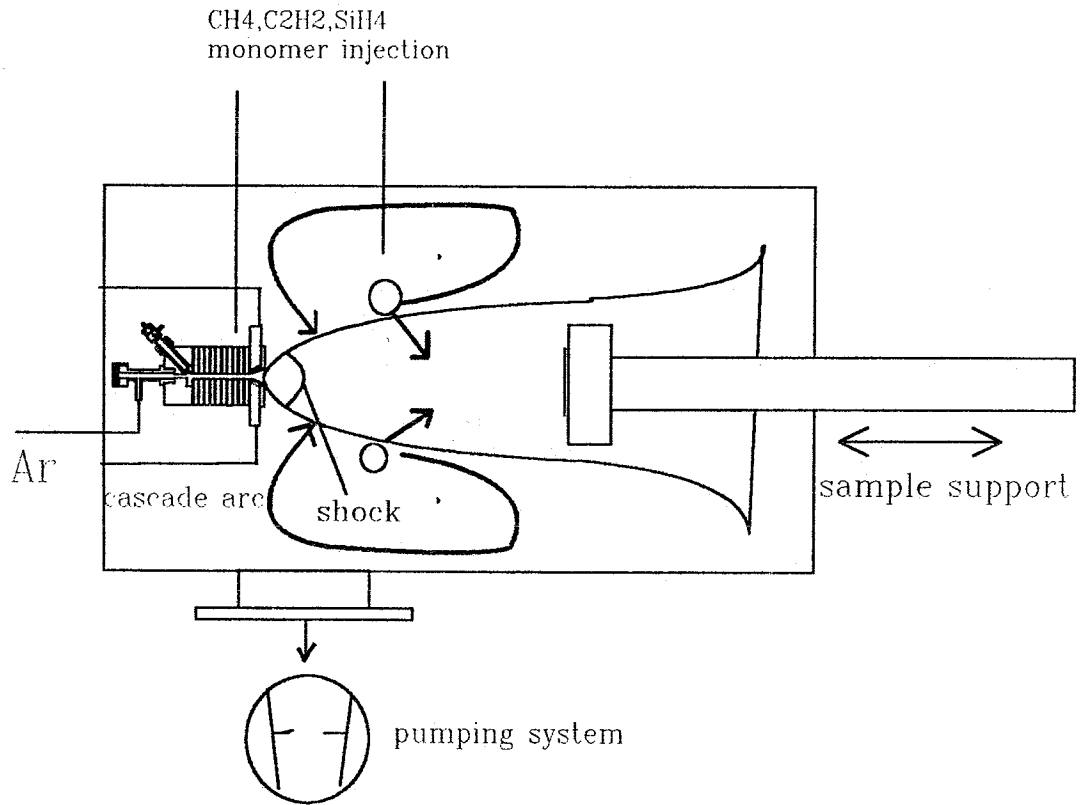 CH4,C2H2,SiH4
monomer injection
Ar
cascade arc
shock
sample support
pumping system